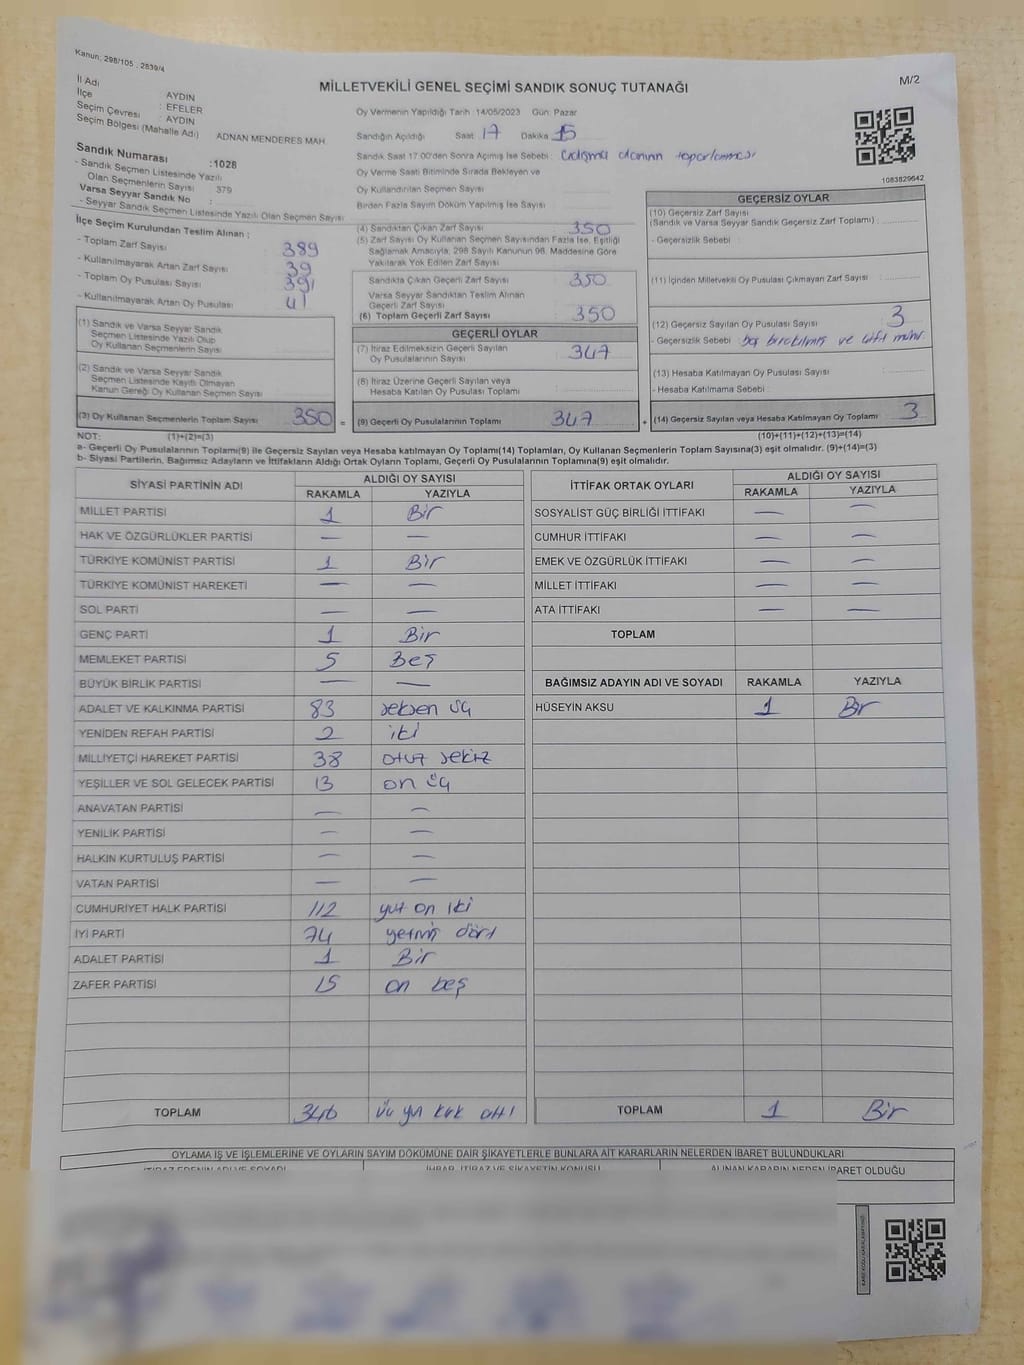 Kanun, 298/105 . 2839/4
M/2
MİLLETVEKİLİ GENEL SEÇİMİ SANDIK SONUÇ TUTANAĞI
İl Adı : AYDIN
İlçe : EFELER
Seçim Çevresi : AYDIN
Seçim Bölgesi (Mahalle Adı) ADNAN MENDERES MAH.
Sandık Numarası :1028
- Sandık Seçmen Listesinde Yazılı
Olan Seçmenlerin Sayısı : 379
Varsa Seyyar Sandık No :
- Seyyar Sandık Seçmen Listesinde Yazılı Olan Seçmen Sayısı
Oy Vermenin Yapıldığı Tarih :14/05/2023 Gün: Pazar
Sandığın Açıldığı Saat 17 Dakika 15
Sandık Saat 17:00'den Sonra Açımış İse Sebebi : çalışma alanının toparlanması
Oy Verme Saati Bitiminde Sırada Bekleyen ve
Oy Kullandırılan Seçmen Sayısı
Birden Fazla Sayım Döküm Yapılmış İse Sayısı
1083829642
İlçe Seçim Kurulundan Teslim Alınan :
- Toplam Zarf Sayısı 389
- Kullanılmayarak Artan Zarf Sayısı 39
- Toplam Oy Pusulası Sayısı 391
- Kullanılmayarak Artan Oy Pusulası 41
(1) Sandık ve Varsa Seyyar Sandık
Seçmen Listesinde Yazılı Olup
Oy Kullanan Seçmenlerin Sayısı
(2) Sandık ve Varsa Seyyar Sandık
Seçmen Listesinde Kayıtlı Olmayan
Kanun Gereği Oy Kullanan Seçmen Sayısı
(3) Oy Kullanan Seçmenlerin Toplam Sayısı 350 =
(4) Sandıktan Çıkan Zarf Sayısı 350
(5) Zarf Sayısı Oy Kullanan Seçmen Sayısından Fazla İse, Eşitliği
Sağlamak Amacıyla, 298 Sayılı Kanunun 98. Maddesine Göre
Yakılarak Yok Edilen Zarf Sayısı :
Sandıkta Çıkan Geçerli Zarf Sayısı : 350
Varsa Seyyar Sandıktan Teslim Alınan
Geçerli Zarf Sayısı
(6) Toplam Geçerli Zarf Sayısı : 350
GEÇERLİ OYLAR
(7) İtiraz Edilmeksizin Geçerli Sayılan
Oy Pusulalarının Sayısı : 347
(8) İtiraz Üzerine Geçerli Sayılan veya
Hesaba Katılan Oy Pusulası Toplamı :
(9) Geçerli Oy Pusulalarının Toplamı 347 +
GEÇERSİZ OYLAR
(10) Geçersiz Zarf Sayısı
(Sandık ve Varsa Seyyar Sandık Geçersiz Zarf Toplamı) :
- Geçersizlik Sebebi :
(11) İçinden Milletvekili Oy Pusulası Çıkmayan Zarf Sayısı :
(12) Geçersiz Sayılan Oy Pusulası Sayısı : 3
- Geçersizlik Sebebi : boş bırakılmış ve çift mühür
(13) Hesaba Katılmayan Oy Pusulası Sayısı :
- Hesaba Katılmama Sebebi :
(14) Geçersiz Sayılan veya Hesaba Katılmayan Oy Toplamı 3
NOT: (1)+(2)=(3)
(10)+(11)+(12)+(13)=(14)
a- Geçerli Oy Pusulalarının Toplamı(9) ile Geçersiz Sayılan veya Hesaba katılmayan Oy Toplamı(14) Toplamları, Oy Kullanan Seçmenlerin Toplam Sayısına(3) eşit olmalıdır. (9)+(14)=(3)
b- Siyasi Partilerin, Bağımsız Adayların ve İttifakların Aldığı Ortak Oyların Toplamı, Geçerli Oy Pusulalarının Toplamına(9) eşit olmalıdır.
SİYASİ PARTİNİN ADI ALDIĞI OY SAYISI
RAKAMLA YAZIYLA
MİLLET PARTİSİ 1 Bir
HAK VE ÖZGÜRLÜKLER PARTİSİ — —
TÜRKİYE KOMÜNİST PARTİSİ 1 Bir
TÜRKİYE KOMÜNİST HAREKETİ — —
SOL PARTİ — —
GENÇ PARTİ 1 Bir
MEMLEKET PARTİSİ 5 Beş
BÜYÜK BİRLİK PARTİSİ — —
ADALET VE KALKINMA PARTİSİ 83 seksen üç
YENİDEN REFAH PARTİSİ 2 iki
MİLLİYETÇİ HAREKET PARTİSİ 38 otuz sekiz
YEŞİLLER VE SOL GELECEK PARTİSİ 13 on üç
ANAVATAN PARTİSİ — —
YENİLİK PARTİSİ — —
HALKIN KURTULUŞ PARTİSİ — —
VATAN PARTİSİ — —
CUMHURİYET HALK PARTİSİ 112 yüz on iki
İYİ PARTİ 74 yetmiş dört
ADALET PARTİSİ 1 Bir
ZAFER PARTİSİ 15 on beş
TOPLAM 346 üç yüz kırk altı
İTTİFAK ORTAK OYLARI ALDIĞI OY SAYISI
RAKAMLA YAZIYLA
SOSYALİST GÜÇ BİRLİĞİ İTTİFAKI — —
CUMHUR İTTİFAKI — —
EMEK VE ÖZGÜRLÜK İTTİFAKI — —
MİLLET İTTİFAKI — —
ATA İTTİFAKI — —
TOPLAM
BAĞIMSIZ ADAYIN ADI VE SOYADI RAKAMLA YAZIYLA
HÜSEYİN AKSU 1 Bir
TOPLAM 1 Bir
OYLAMA İŞ VE İŞLEMLERİNE VE OYLARIN SAYIM DÖKÜMÜNE DAİR ŞİKAYETLERLE BUNLARA AİT KARARLARIN NELERDEN İBARET BULUNDUKLARI
İTİRAZ EDENİN ADI VE SOYADI İHBAR, İTİRAZ VE ŞİKAYETİN KONUSU ALINAN KARARIN NEDEN İBARET OLDUĞU